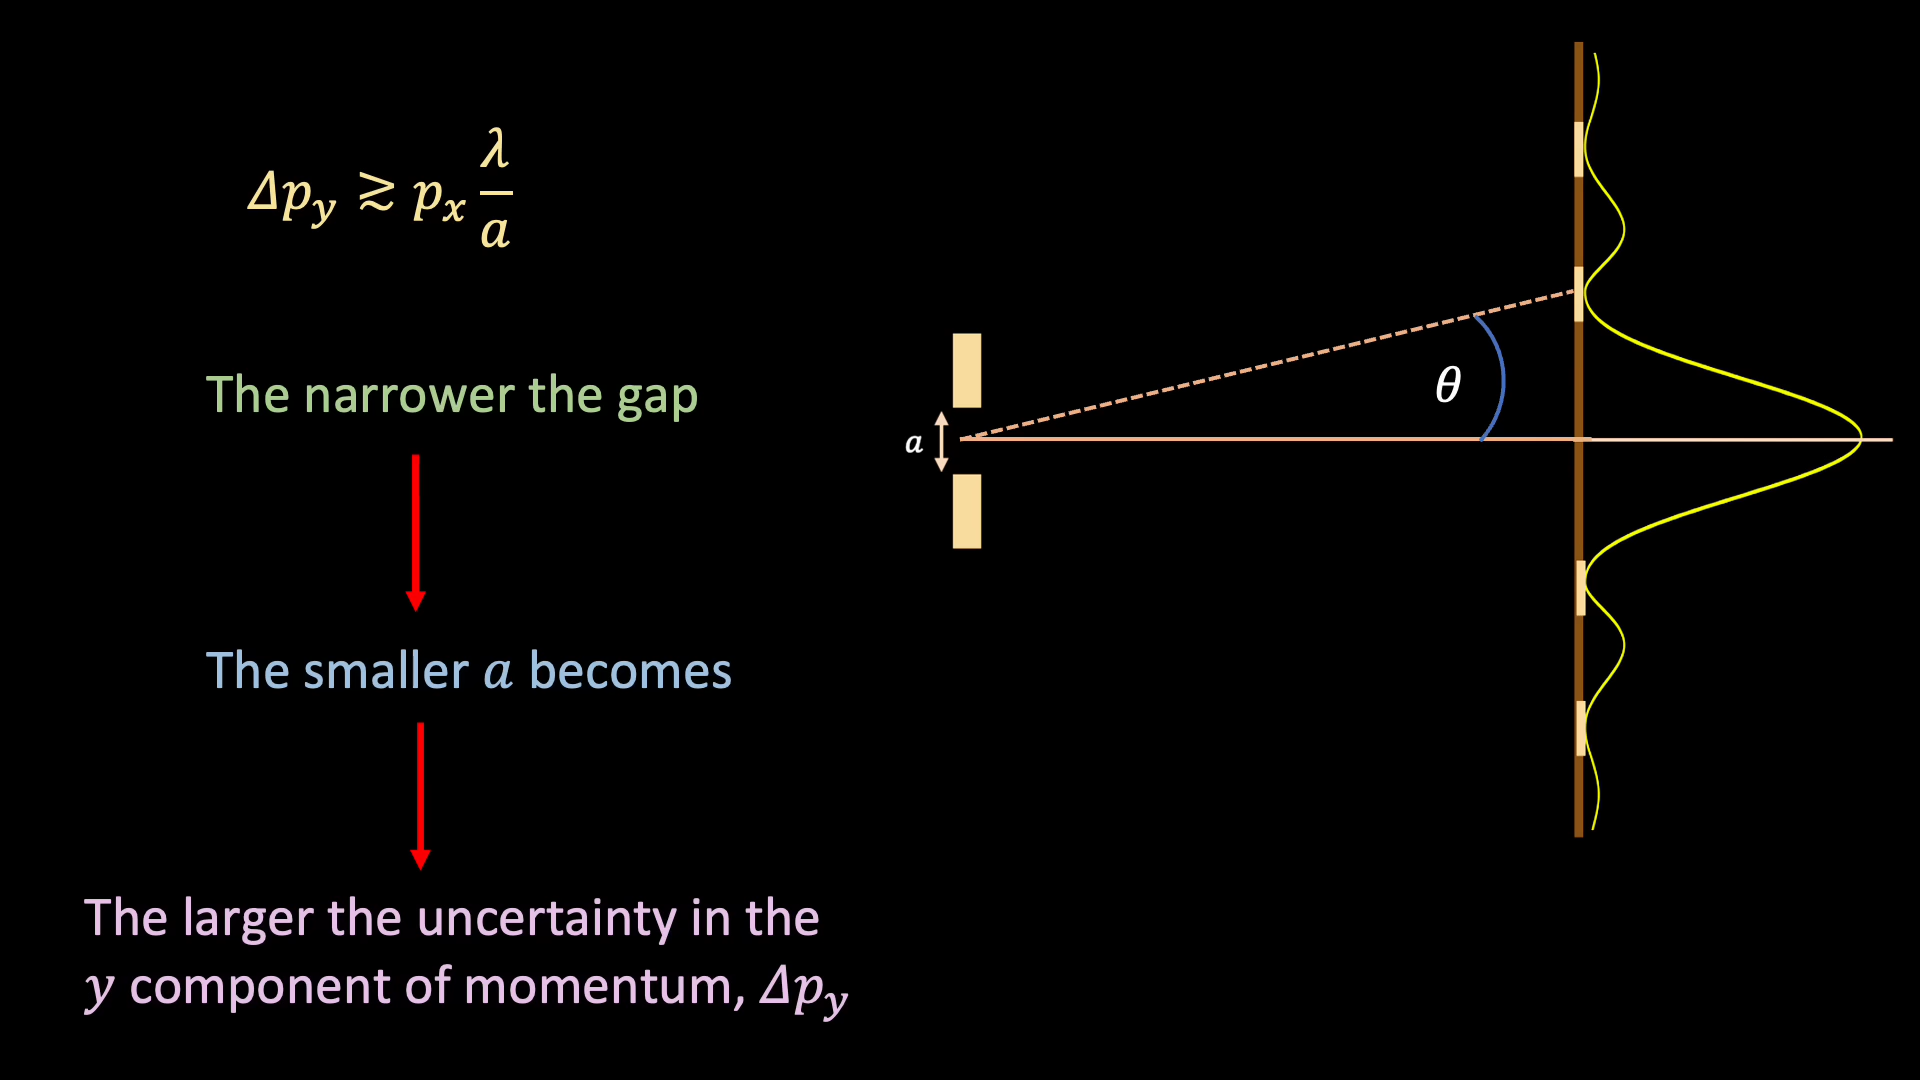 Δp_y ≳ p_x λ/a
The narrower the gap
The smaller a becomes
The larger the uncertainty in the
y component of momentum, Δp_y
a
θ